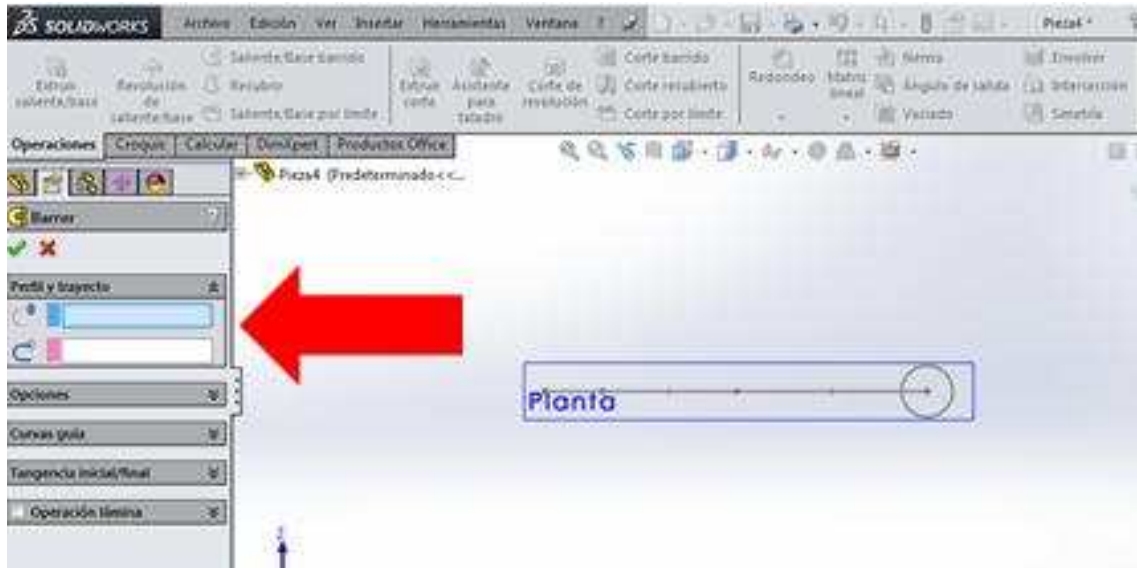 SOLIDWORKS Archivo Edición Ver Insertar Herramientas Ventana ? Pieza4 *
Extruir saliente/base
Revolución de saliente/base
Saliente/Base barrido
Recubrir
Saliente/Base por límite
Extruir corte
Asistente para taladro
Corte de revolución
Corte barrido
Corte recubierto
Corte por límite
Redondeo
Matriz lineal
Nervio
Ángulo de salida
Vaciado
Envolver
Intersección
Simetría
Operaciones Croquis Calcular DimXpert Productos Office
Pieza4 (Predeterminado<<...
Barrer ?
Perfil y trayecto
Opciones
Curvas guía
Tangencia inicial/final
Operación lámina
Planta